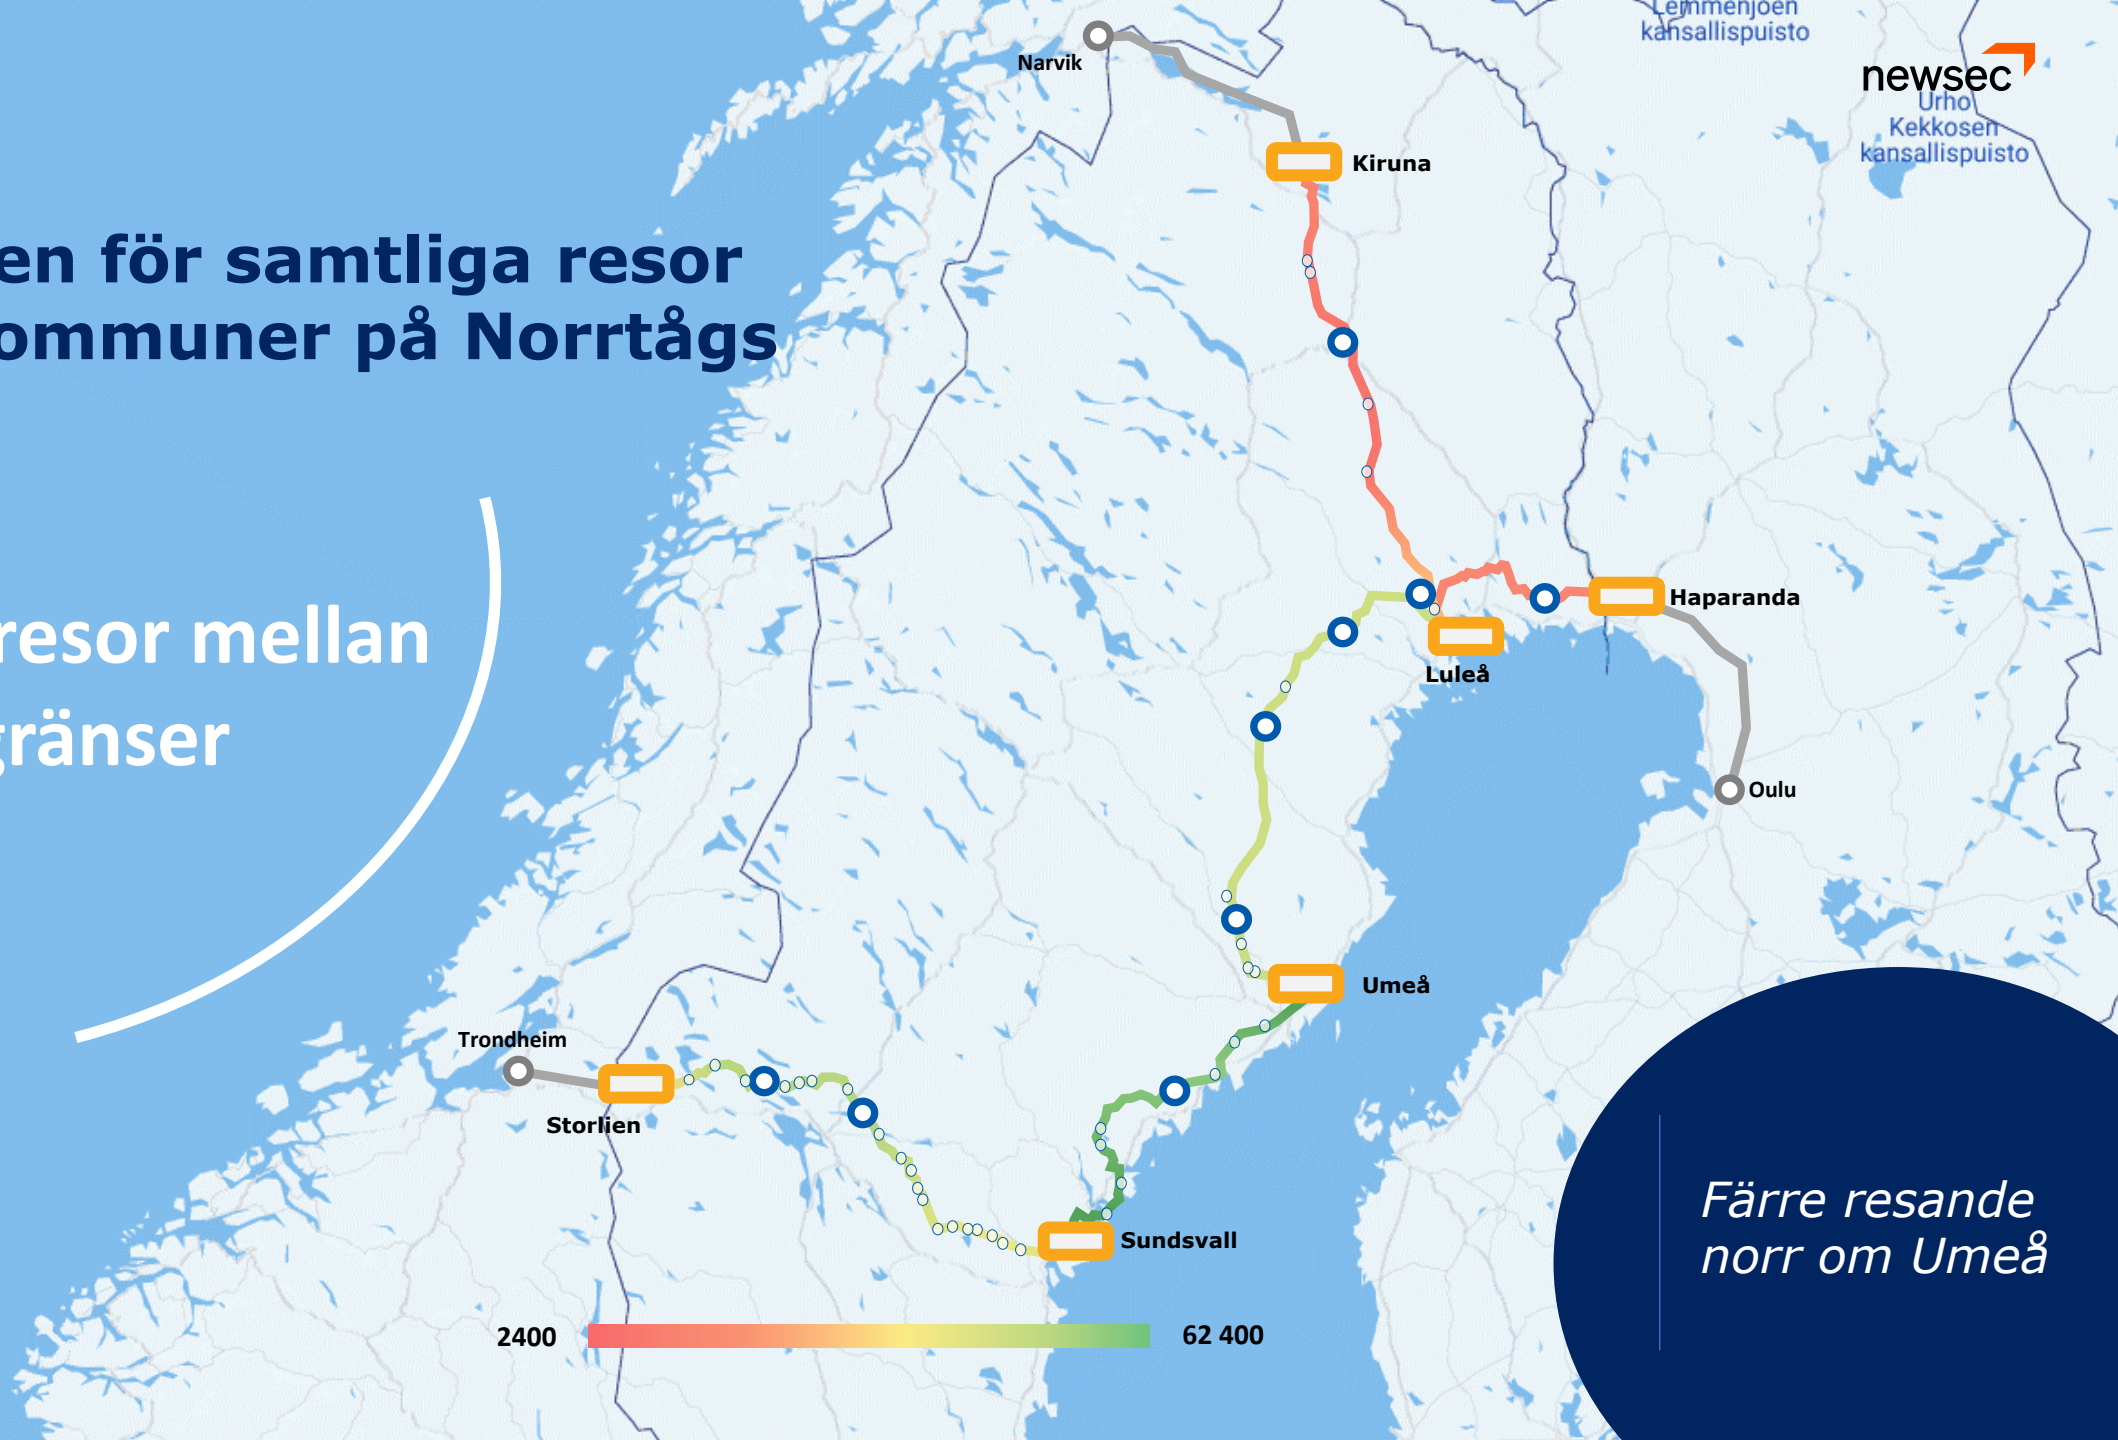 Lemmenjoen
kansallispuisto
newsec
Urho
Kekkosen
kansallispuisto
Narvik
Kiruna
en för samtliga resor
ommuner på Norrtågs
Haparanda
resor mellan
gränser
Luleå
Oulu
Umeå
Trondheim
Storlien
Sundsvall
Färre resande
norr om Umeå
2400
62 400